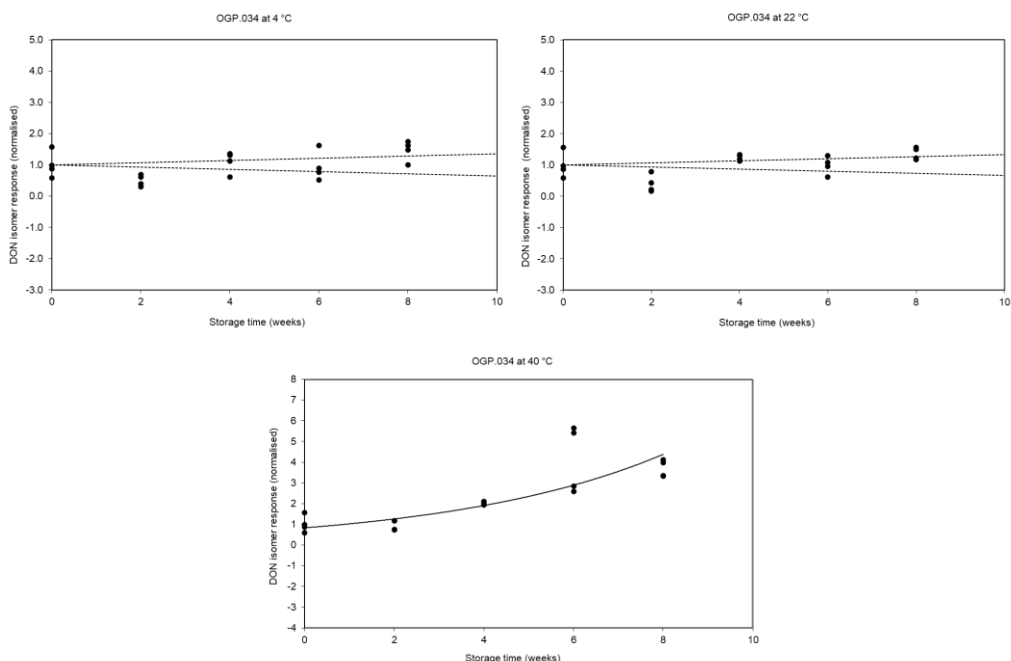 OGP.034 at 4 °C
DON isomer response (normalised)
5.0
4.0
3.0
2.0
1.0
0.0
-1.0
-2.0
-3.0
0 2 4 6 8 10
Storage time (weeks)
OGP.034 at 22 °C
DON isomer response (normalised)
5.0
4.0
3.0
2.0
1.0
0.0
-1.0
-2.0
-3.0
0 2 4 6 8 10
Storage time (weeks)
OGP.034 at 40 °C
DON isomer response (normalised)
8
7
6
5
4
3
2
1
0
-1
-2
-3
-4
0 2 4 6 8 10
Storage time (weeks)